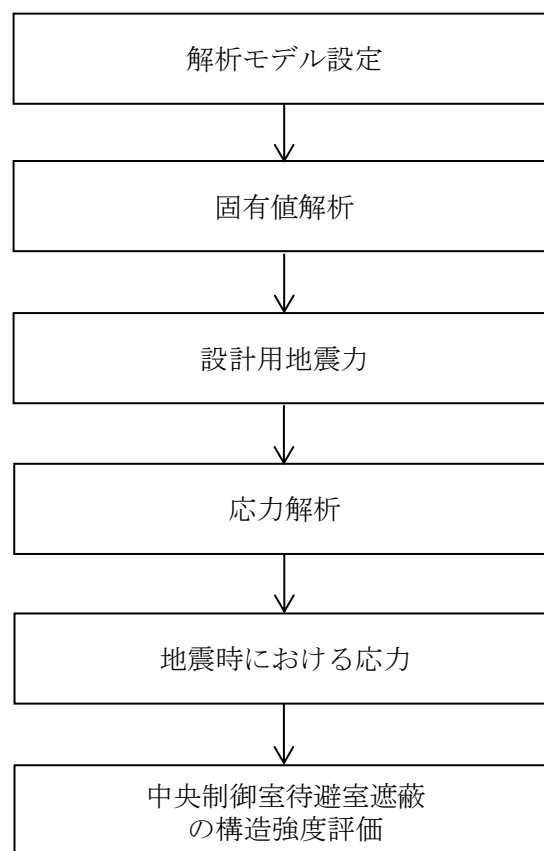 解析モデル設定
固有値解析
設計用地震力
応力解析
地震時における応力
中央制御室待避室遮蔽
の構造強度評価